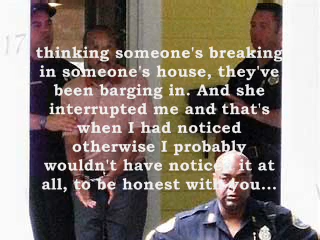 17
thinking someone's breaking
in someone's house, they've
been barging in. And she
interrupted me and that's
when I had noticed
otherwise I probably
wouldn't have noticed it at
all, to be honest with you...